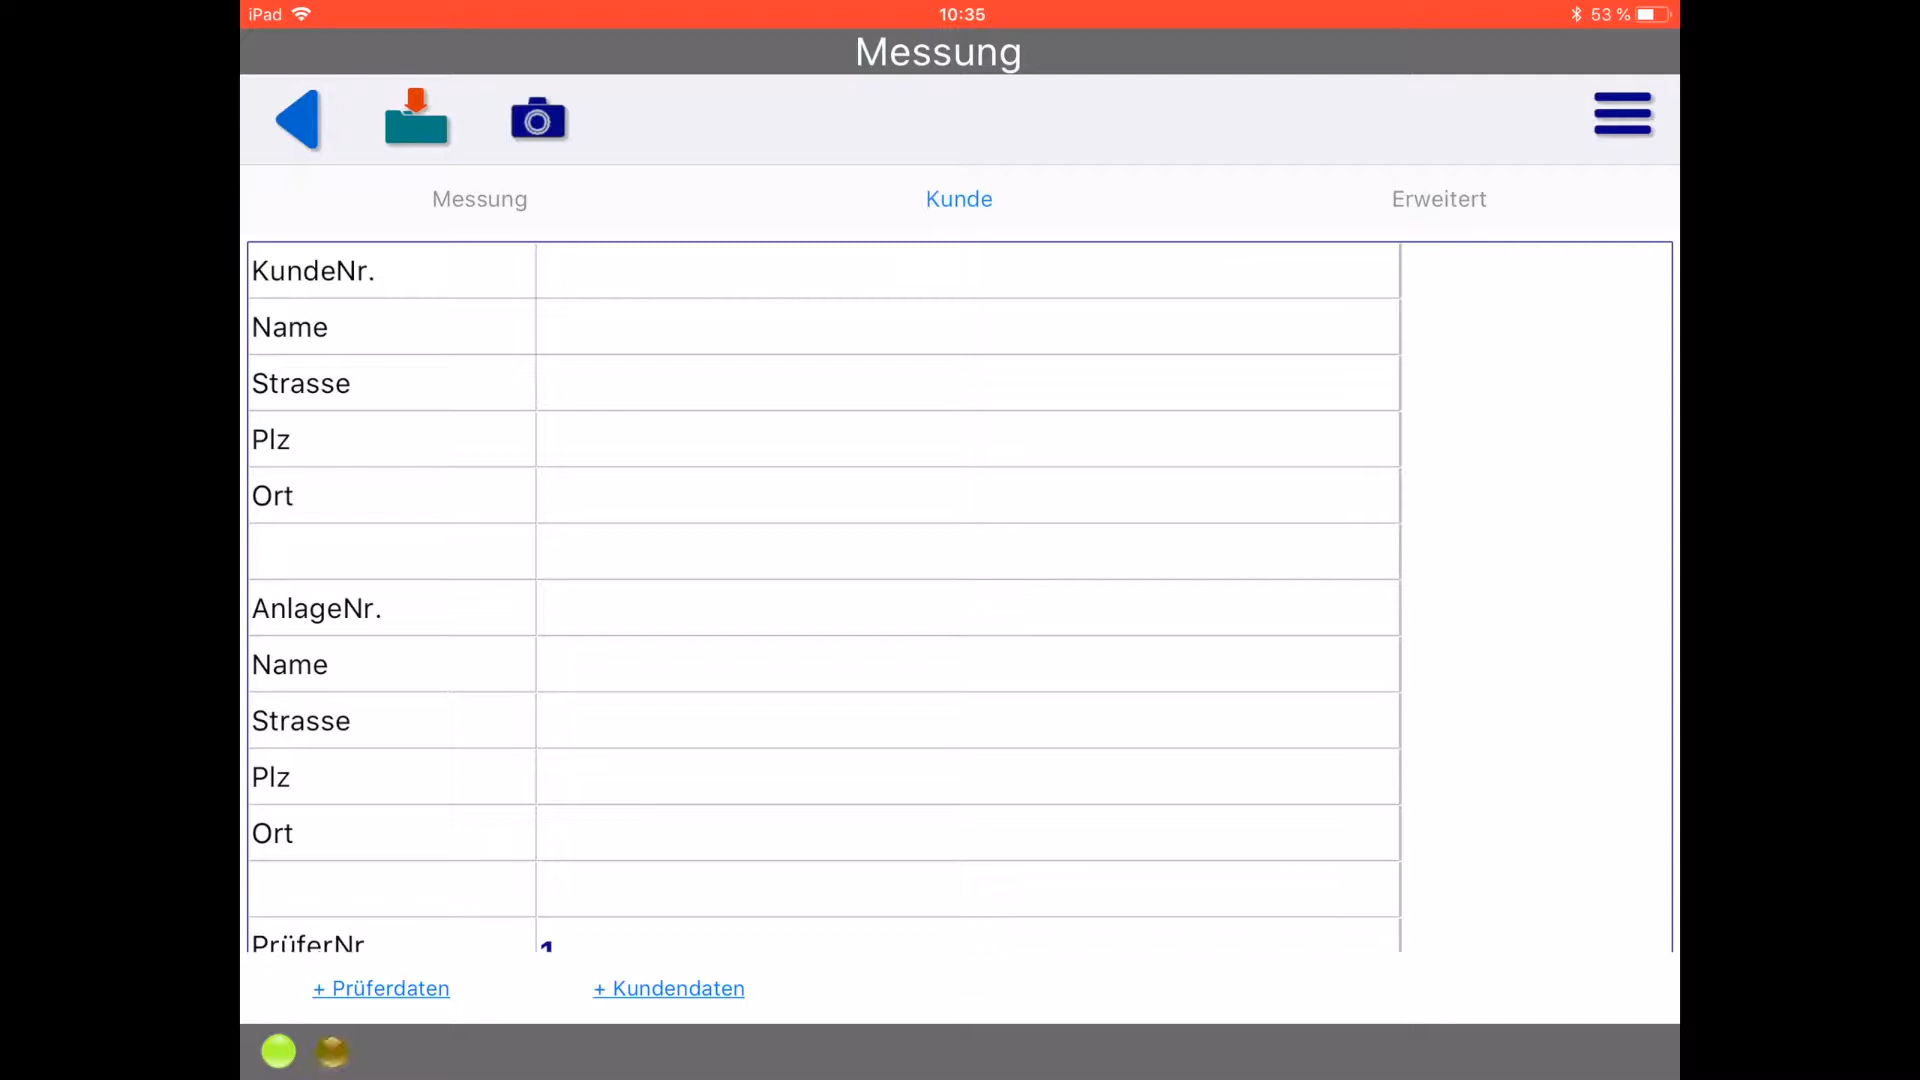 iPad 10:35 53 %
Messung
Messung Kunde Erweitert
KundeNr.
Name
Strasse
Plz
Ort
AnlageNr.
Name
Strasse
Plz
Ort
PrüferNr 1
+ Prüferdaten + Kundendaten